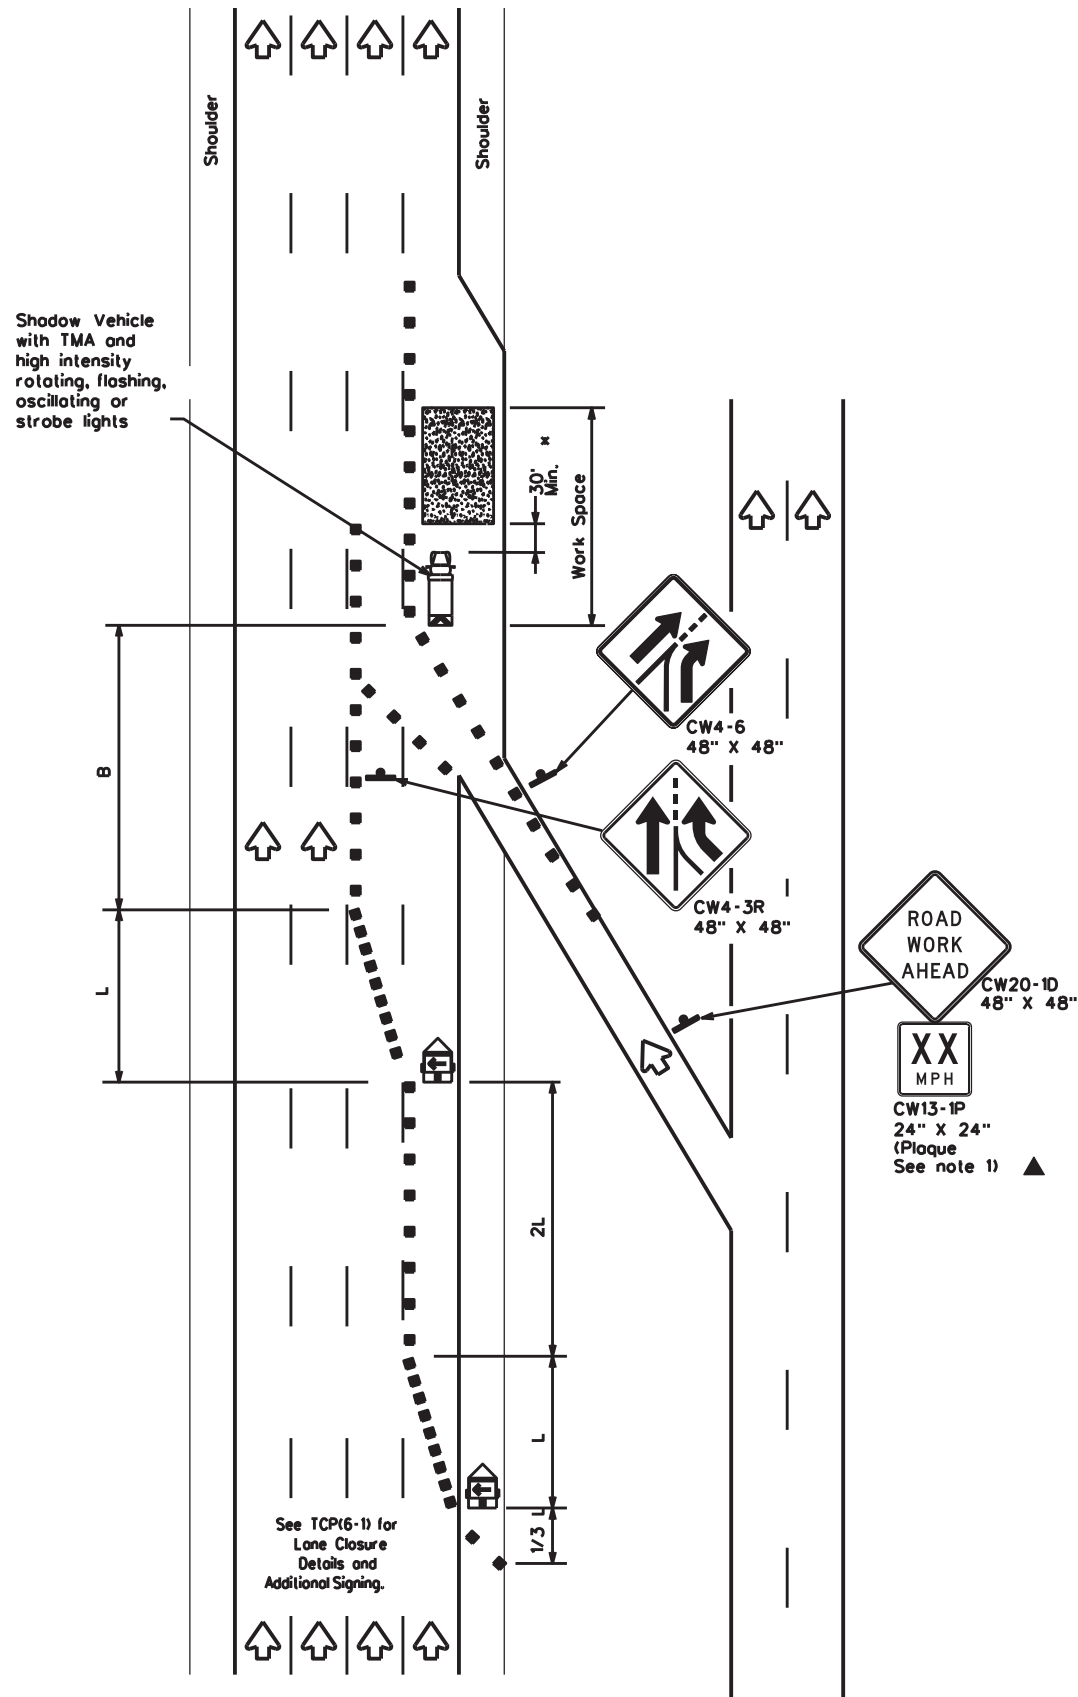 Shoulder
Shoulder
Shadow Vehicle
with TMA and
high intensity
rotating, flashing,
oscillating or
strobe lights
30'
Min.
x
Work Space
CW4-6
48" X 48"
B
CW4-3R
48" X 48"
ROAD
WORK
AHEAD
CW20-1D
48" X 48"
L
XX
MPH
CW13-1P
24" X 24"
(Plaque
See note 1) ▲
2L
L
1/3 L
See TCP(6-1) for
Lane Closure
Details and
Additional Signing.